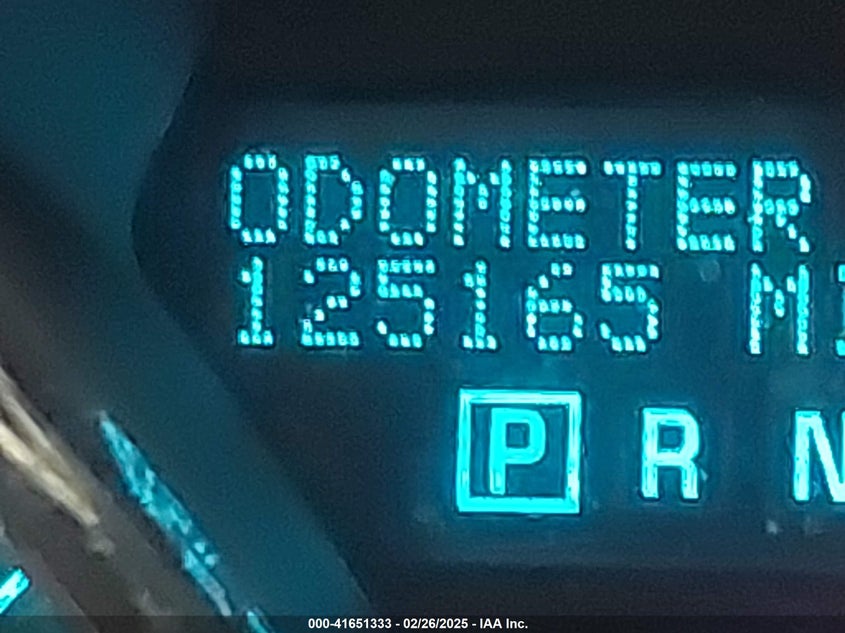 ODOMETER
125165 MI
P R N
000-41651333 - 02/26/2025 - IAA Inc.